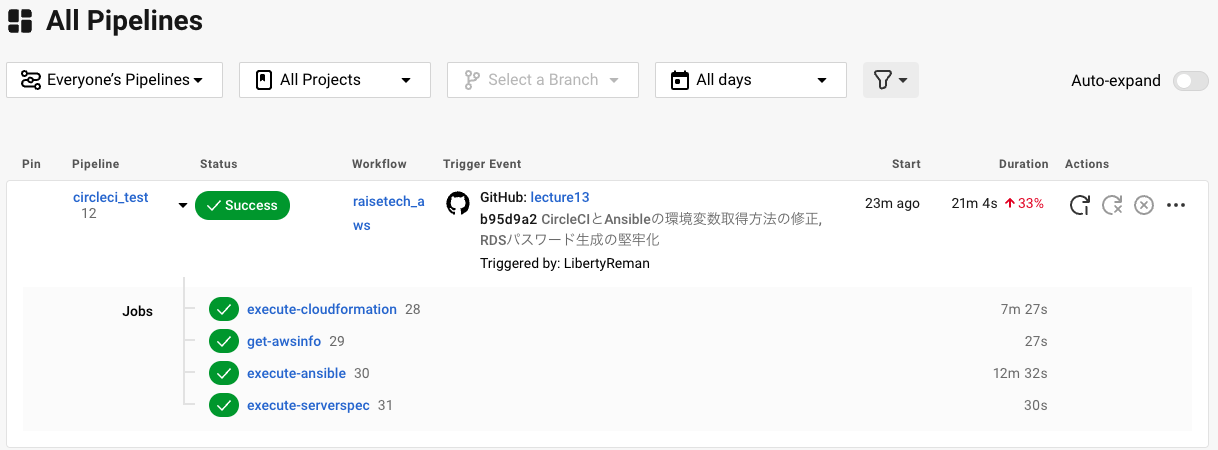 All Pipelines
Everyone's Pipelines
All Projects
Select a Branch
All days
Auto-expand
Pin Pipeline Status Workflow Trigger Event Start Duration Actions
circleci_test
12
Success
raisetech_a
ws
GitHub: lecture13
b95d9a2 CircleCIとAnsibleの環境変数取得方法の修正,
RDSパスワード生成の堅牢化
Triggered by: LibertyReman
23m ago
21m 4s 33%
Jobs
execute-cloudformation 28 7m 27s
get-awsinfo 29 27s
execute-ansible 30 12m 32s
execute-serverspec 31 30s